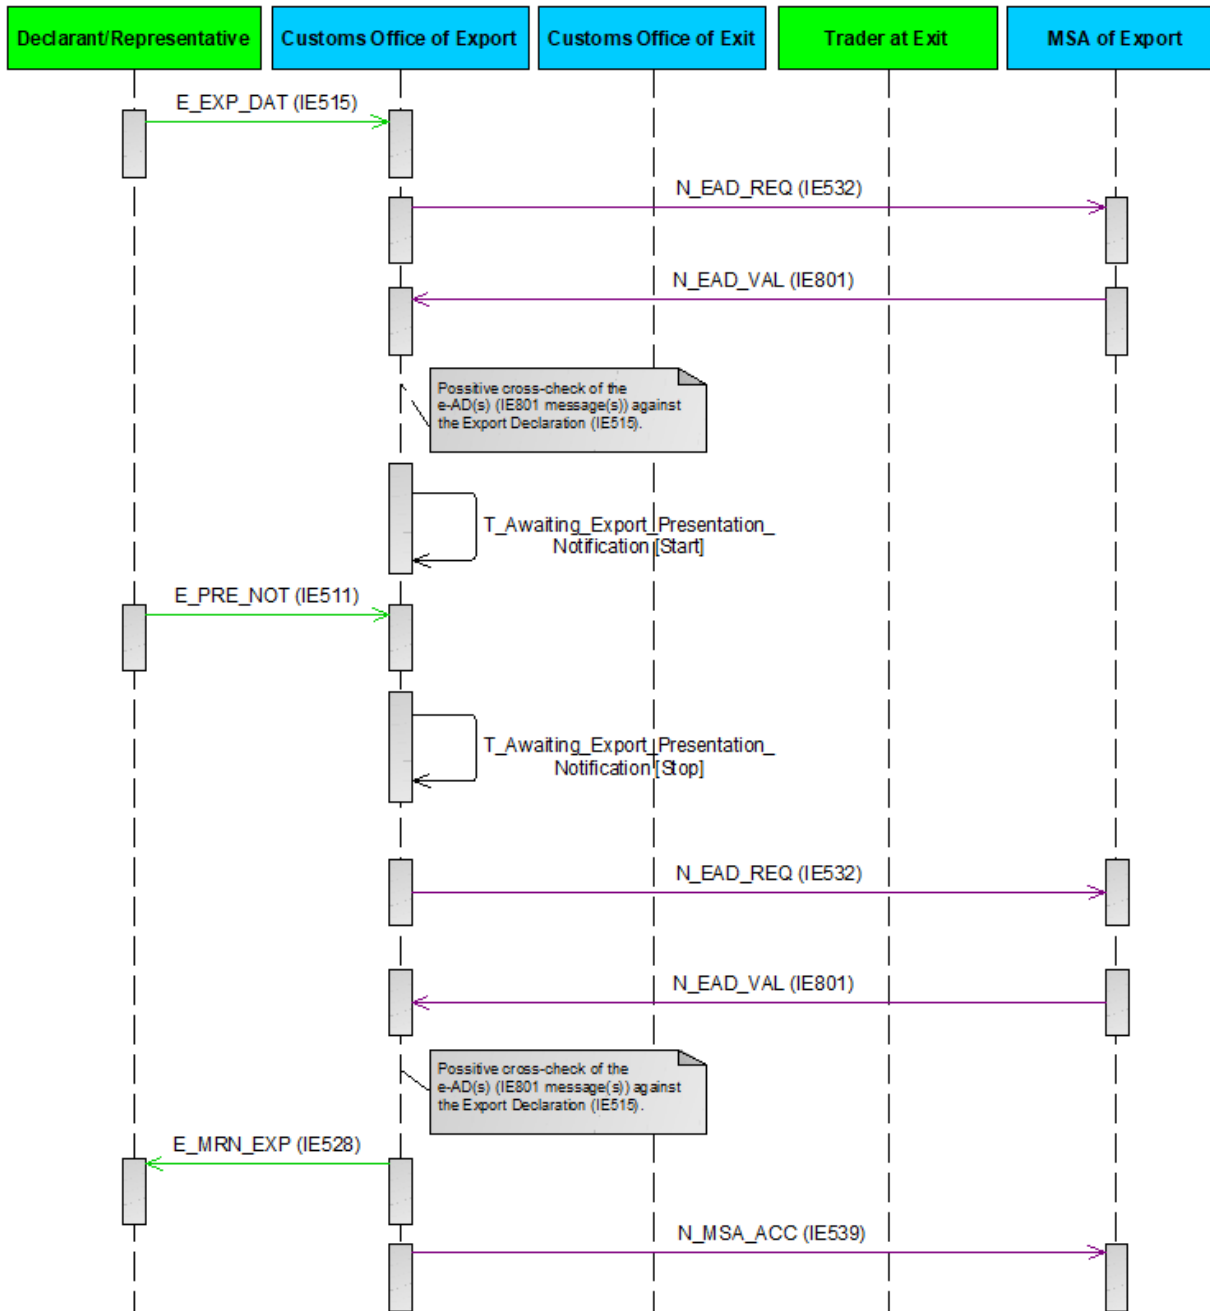 Declarant/Representative
Customs Office of Export
Customs Office of Exit
Trader at Exit
MSA of Export
E_EXP_DAT (IE515)
N_EAD_REQ (IE532)
N_EAD_VAL (IE801)
Possitive cross-check of the
e-AD(s) (IE801 message(s)) against
the Export Declaration (IE515).
T_Awaiting_Export_Presentation_
Notification [Start]
E_PRE_NOT (IE511)
T_Awaiting_Export_Presentation_
Notification [Stop]
N_EAD_REQ (IE532)
N_EAD_VAL (IE801)
Possitive cross-check of the
e-AD(s) (IE801 message(s)) against
the Export Declaration (IE515).
E_MRN_EXP (IE528)
N_MSA_ACC (IE539)